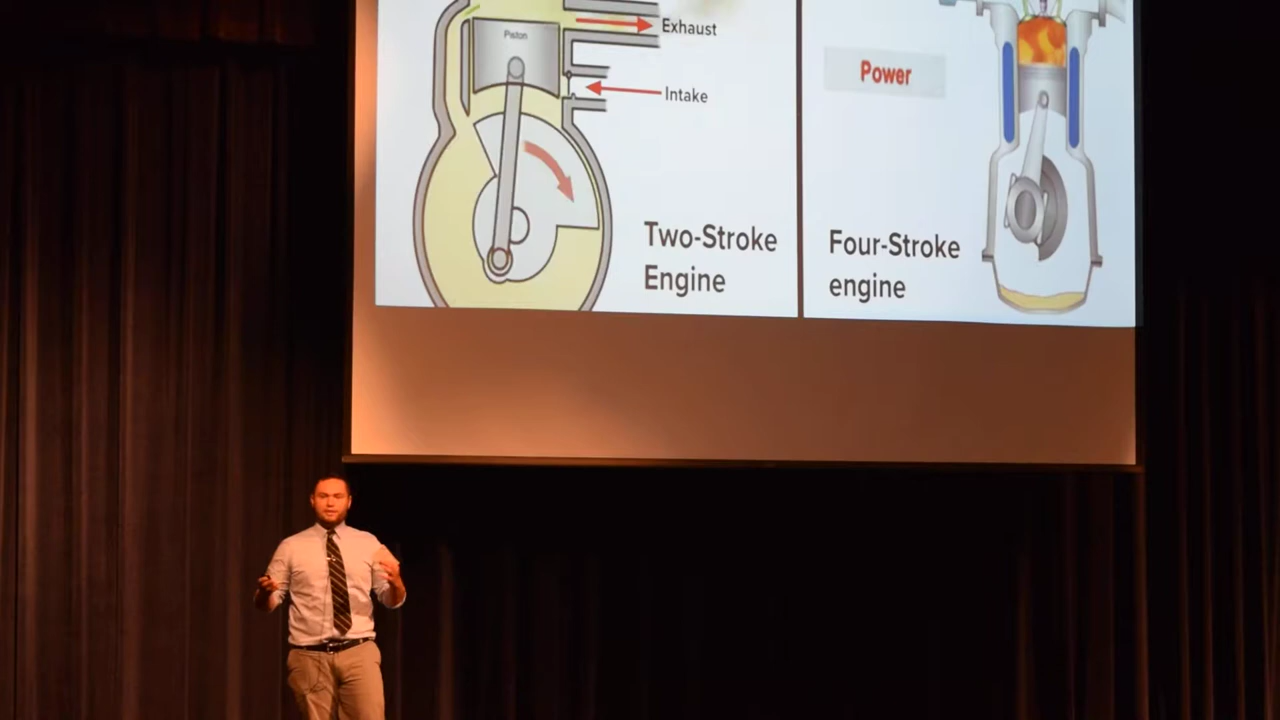 Piston
Exhaust
Intake
Two-Stroke
Engine
Power
Four-Stroke
engine